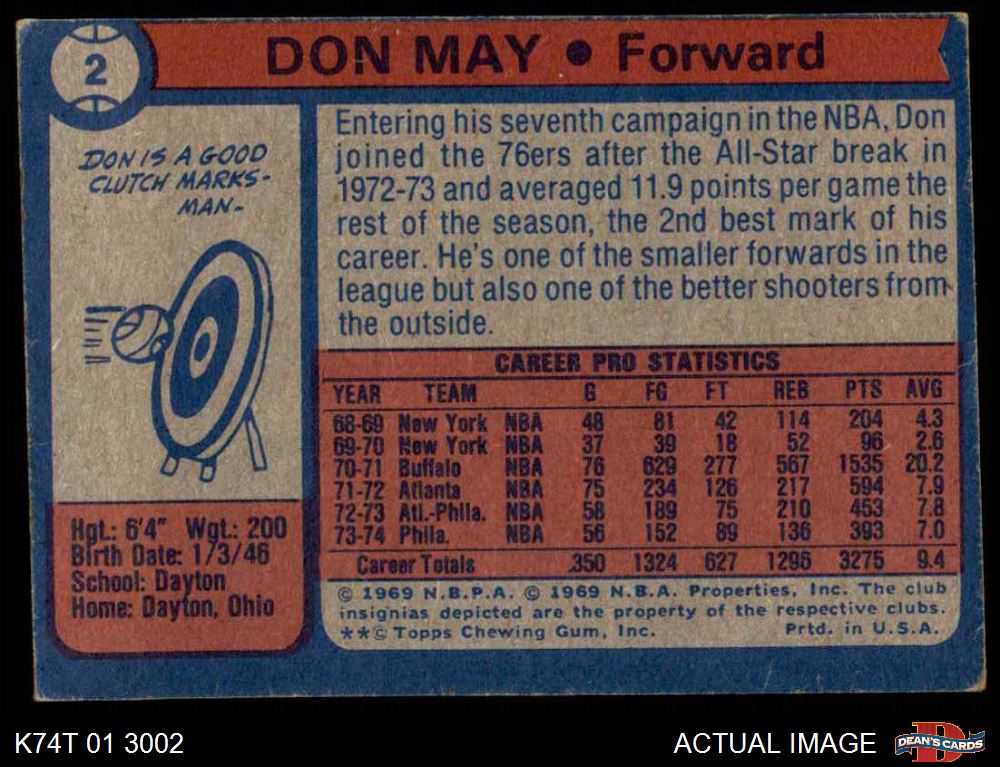 2
DON MAY • Forward
DON IS A GOOD
CLUTCH MARKS-
MAN-
Entering his seventh campaign in the NBA, Don
joined the 76ers after the All-Star break in
1972-73 and averaged 11.9 points per game the
rest of the season, the 2nd best mark of his
career. He's one of the smaller forwards in the
league but also one of the better shooters from
the outside.
CAREER PRO STATISTICS
YEAR TEAM G FG FT REB PTS AVG
68-69 New York NBA 48 81 42 114 204 4.3
69-70 New York NBA 37 39 18 52 96 2.6
70-71 Buffalo NBA 76 629 277 567 1535 20.2
71-72 Atlanta NBA 75 234 126 217 594 7.9
72-73 Atl.-Phila. NBA 58 189 75 210 453 7.8
73-74 Phila. NBA 56 152 89 136 393 7.0
Career Totals 350 1324 627 1296 3275 9.4
Hgt.: 6'4" Wgt.: 200
Birth Date: 1/3/46
School: Dayton
Home: Dayton, Ohio
© 1969 N.B.P.A. © 1969 N.B.A. Properties, Inc. The club
insignias depicted are the property of the respective clubs.
**© Topps Chewing Gum, Inc. Prtd. in U.S.A.
K74T 01 3002
ACTUAL IMAGE
D
DEAN'S CARDS